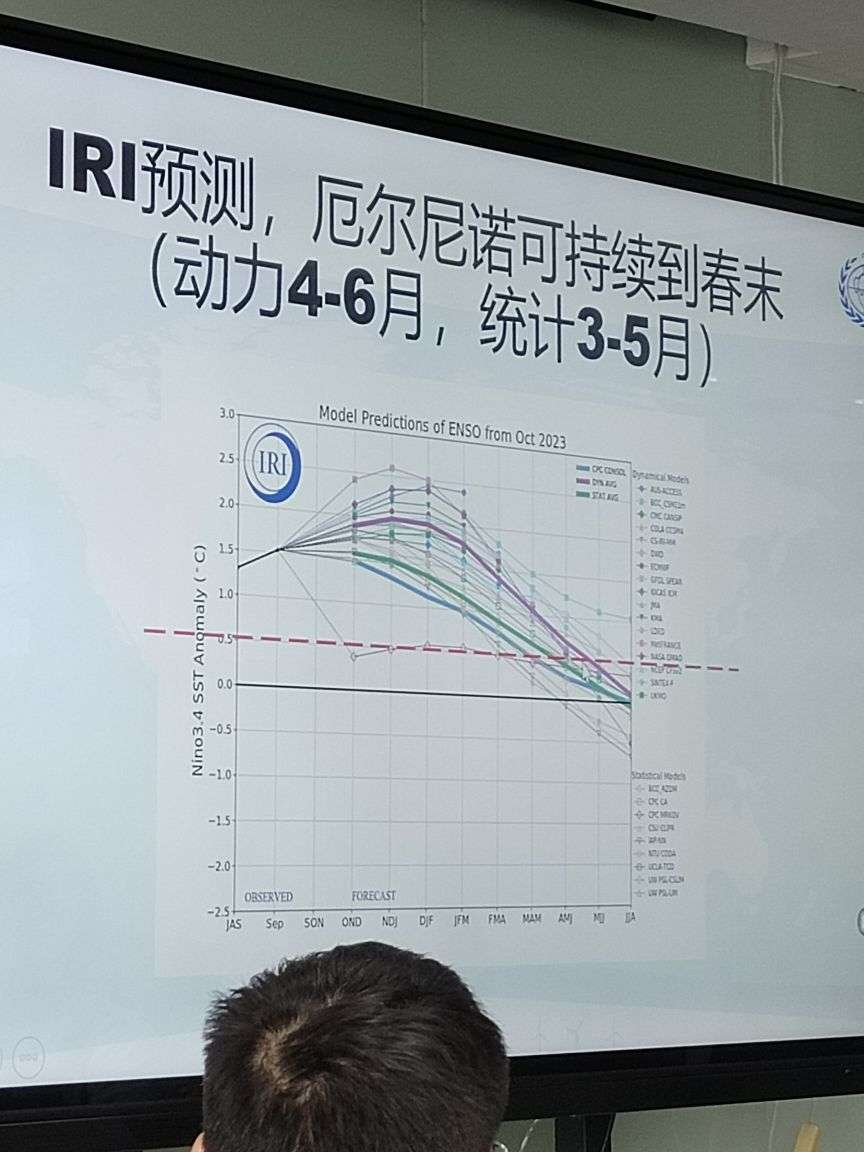 IRI预测，厄尔尼诺可持续到春末
(动力4-6月，统计3-5月)
Model Predictions of ENSO from Oct 2023
IRI
CPC CONSOL
DYN AVG
STAT AVG
Nino3.4 SST Anomaly (°C)
3.0
2.5
2.0
1.5
1.0
0.5
0.0
−0.5
−1.0
−1.5
−2.0
−2.5
OBSERVED FORECAST
JAS Sep SON OND NDJ DJF JFM FMA MAM AMJ MJJ JJA
Dynamical Models
AUS-ACCESS
BCC_CSM11m
CMC CANSIP
COLA CCSM4
CS-IRI-MM
DWD
ECMWF
GFDL SPEAR
IOCAS ICM
JMA
KMA
LDEO
MetFRANCE
NASA GMAO
NCEP CFSv2
SINTEX-F
UKMO
Statistical Models
BCC_RZDM
CPC CA
CPC MRKOV
CSU CLIPR
IAP-NN
NTU CODA
UCLA-TCD
UW PSL-CSLIM
UW PSL-LIM